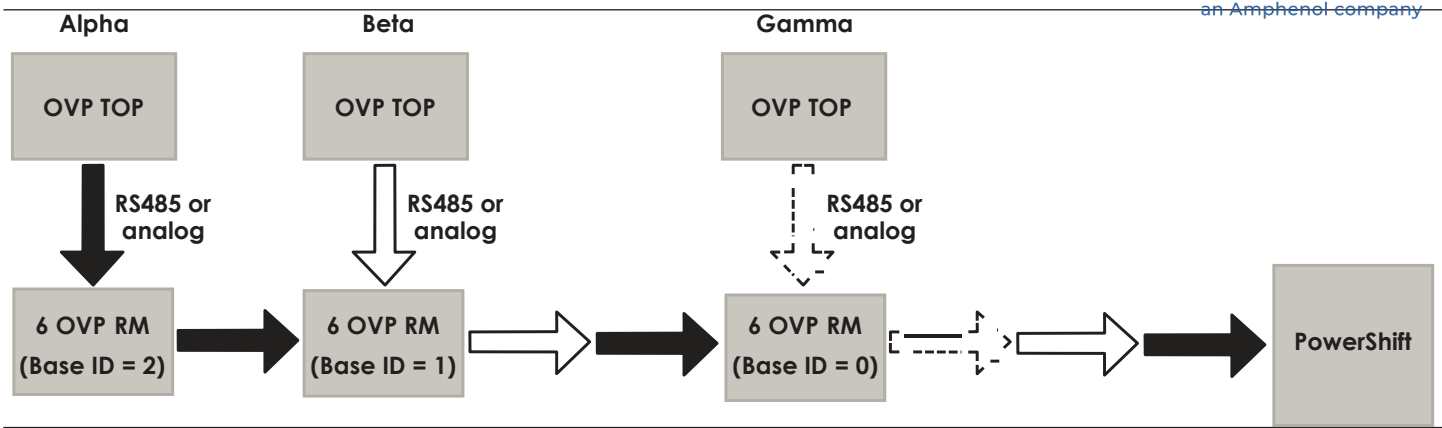 an Amphenol company
Alpha
Beta
Gamma
OVP TOP
OVP TOP
OVP TOP
RS485 or
analog
RS485 or
analog
RS485 or
analog
6 OVP RM
(Base ID = 2)
6 OVP RM
(Base ID = 1)
6 OVP RM
(Base ID = 0)
PowerShift